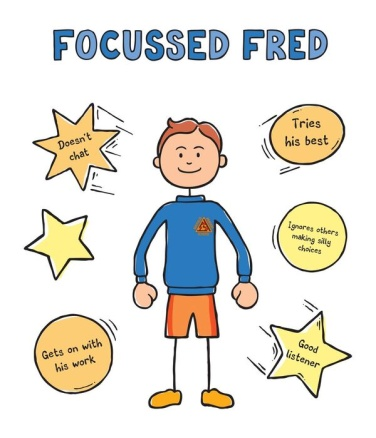 FOCUSSED FRED
Doesn't
chat
Tries
his best
Ignores others
making silly
choices
Gets on with
his work
Good
listener